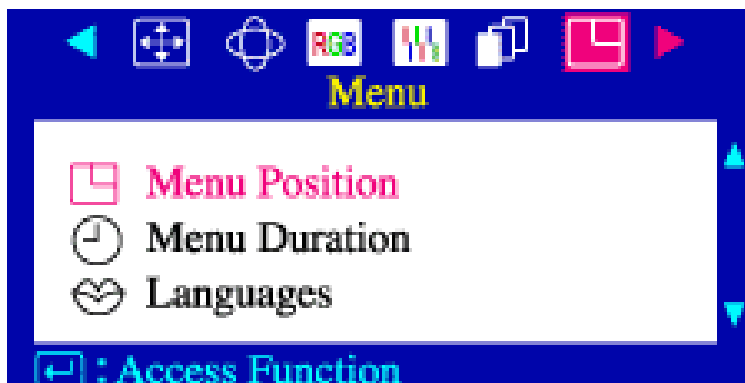 RGB
Menu
Menu Position
Menu Duration
Languages
: Access Function